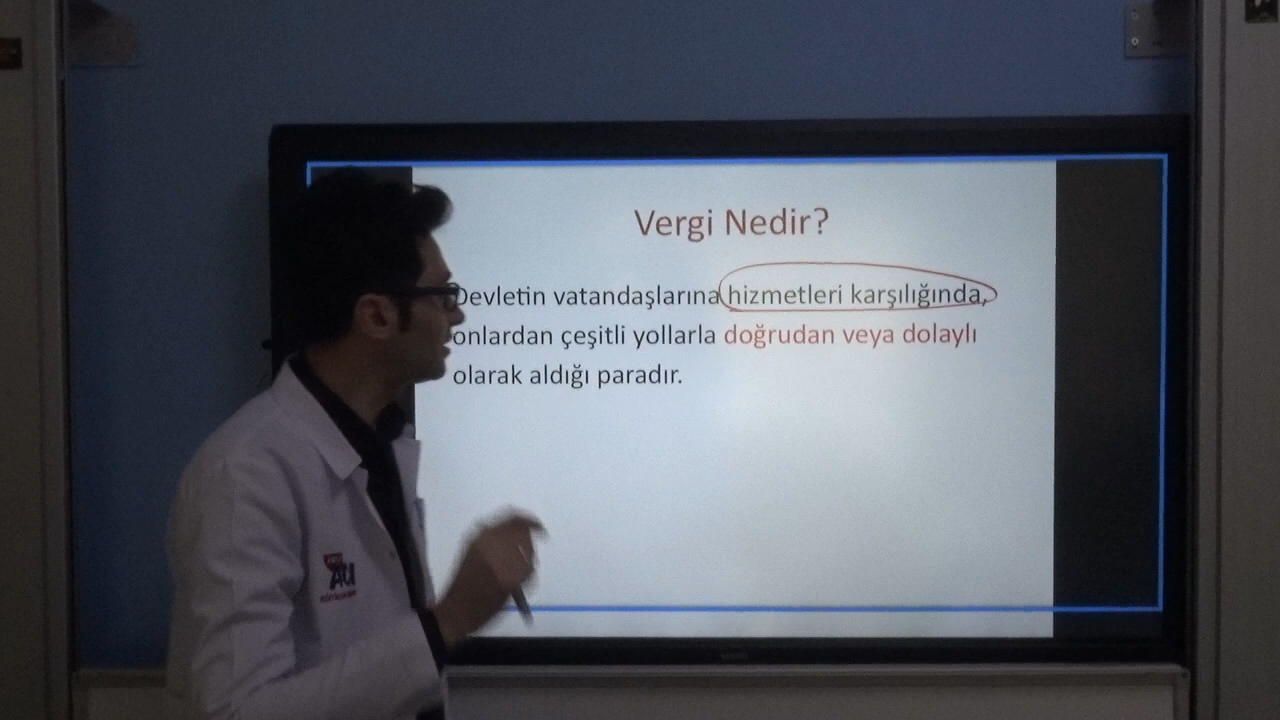 Vergi Nedir?
Devletin vatandaşlarına hizmetleri karşılığında,
onlardan çeşitli yollarla doğrudan veya dolaylı
olarak aldığı paradır.